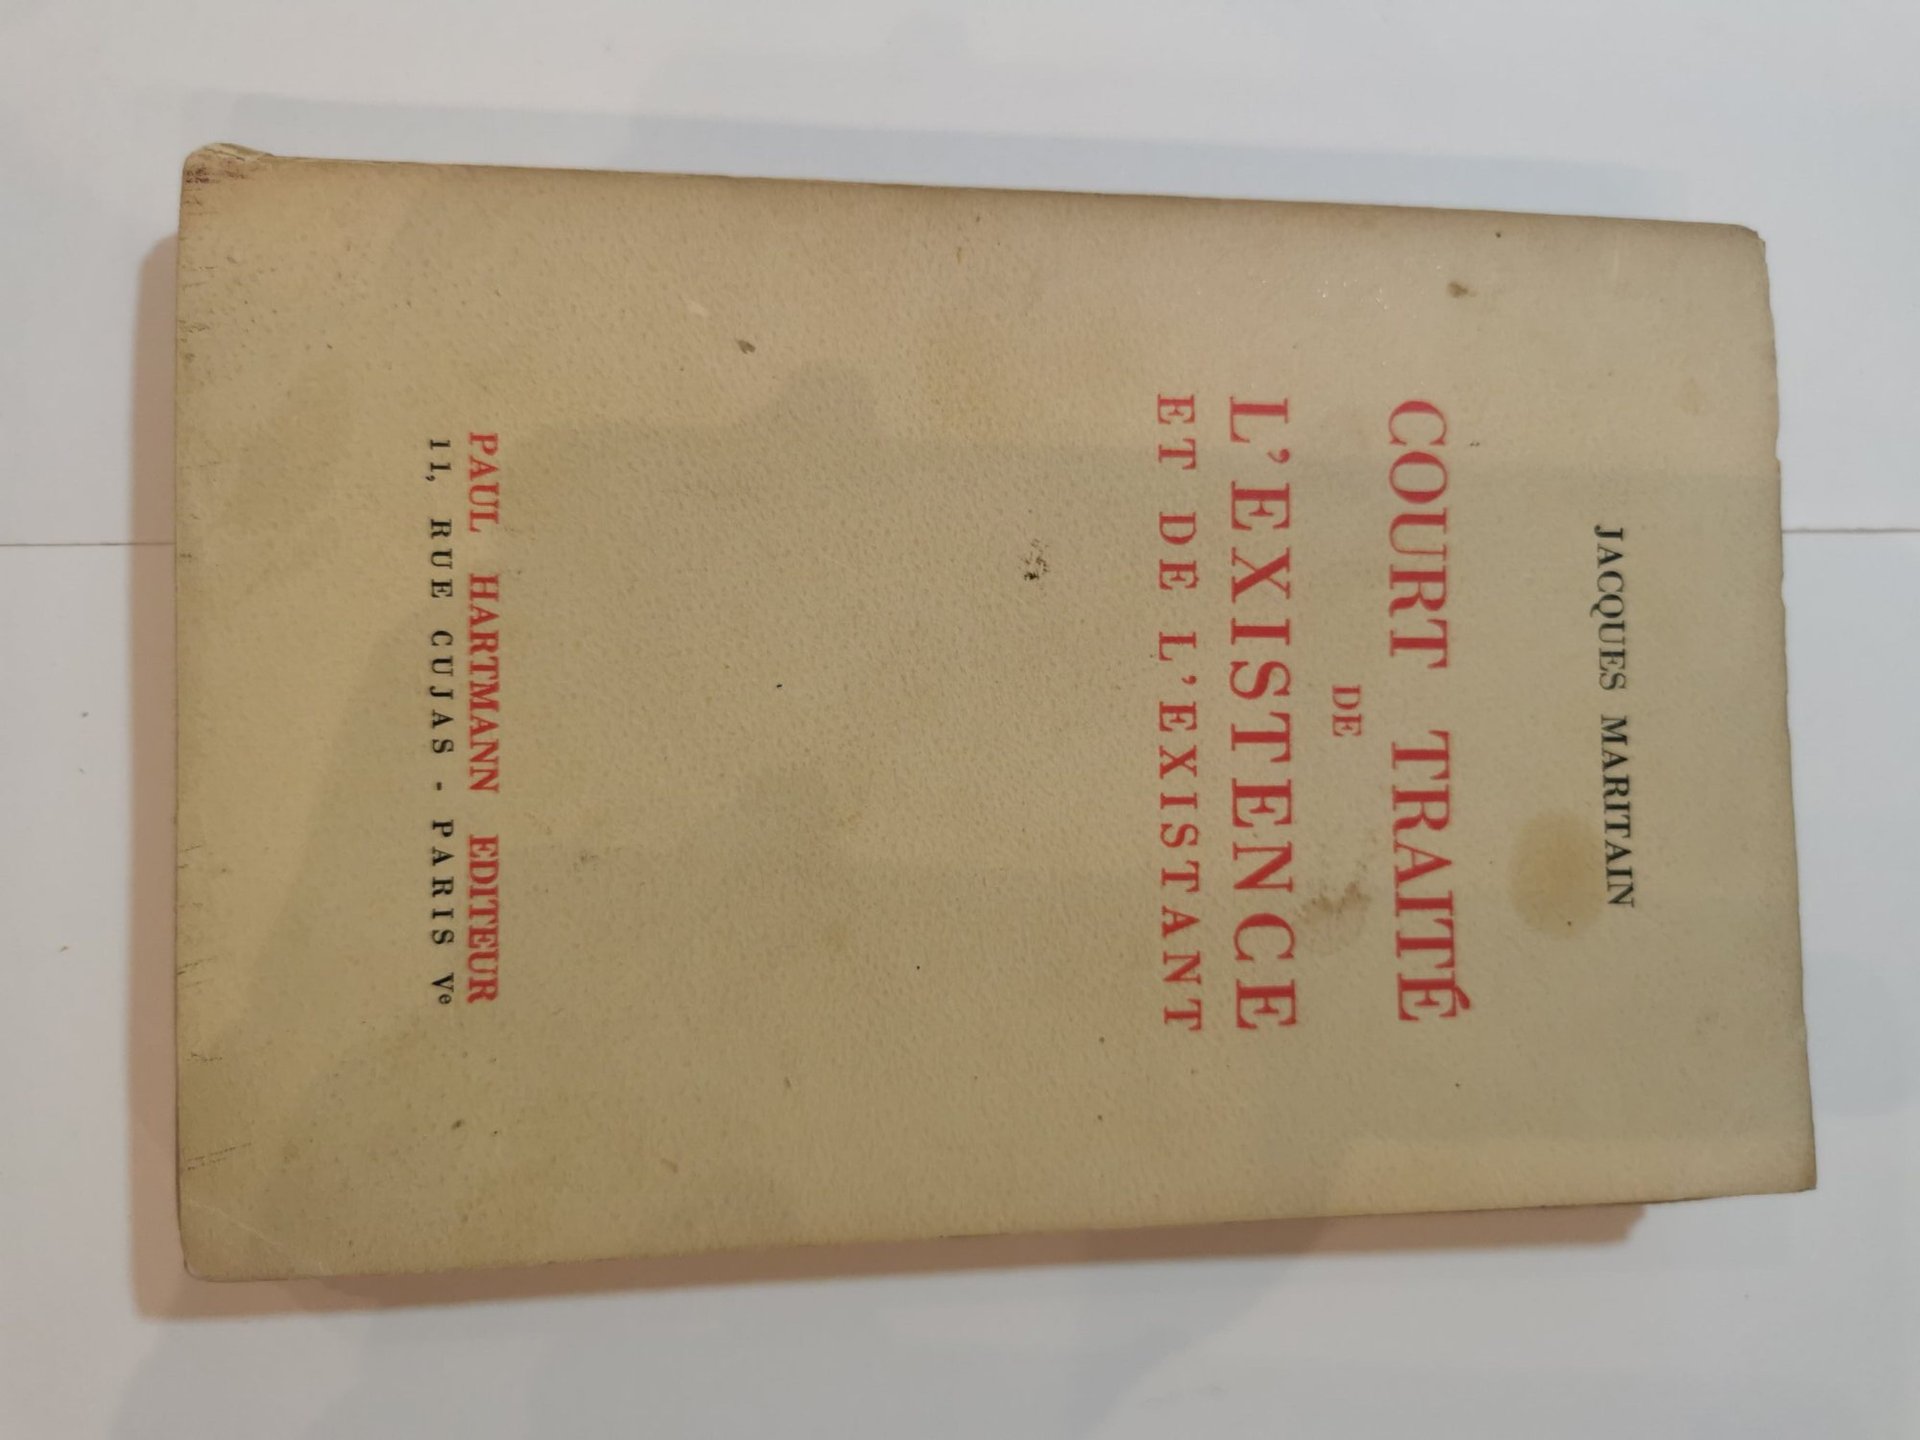 JACQUES MARITAIN
COURT TRAITÉ
DE
L'EXISTENCE
ET DE L'EXISTANT
PAUL HARTMANN EDITEUR
11, RUE CUJAS - PARIS Ve